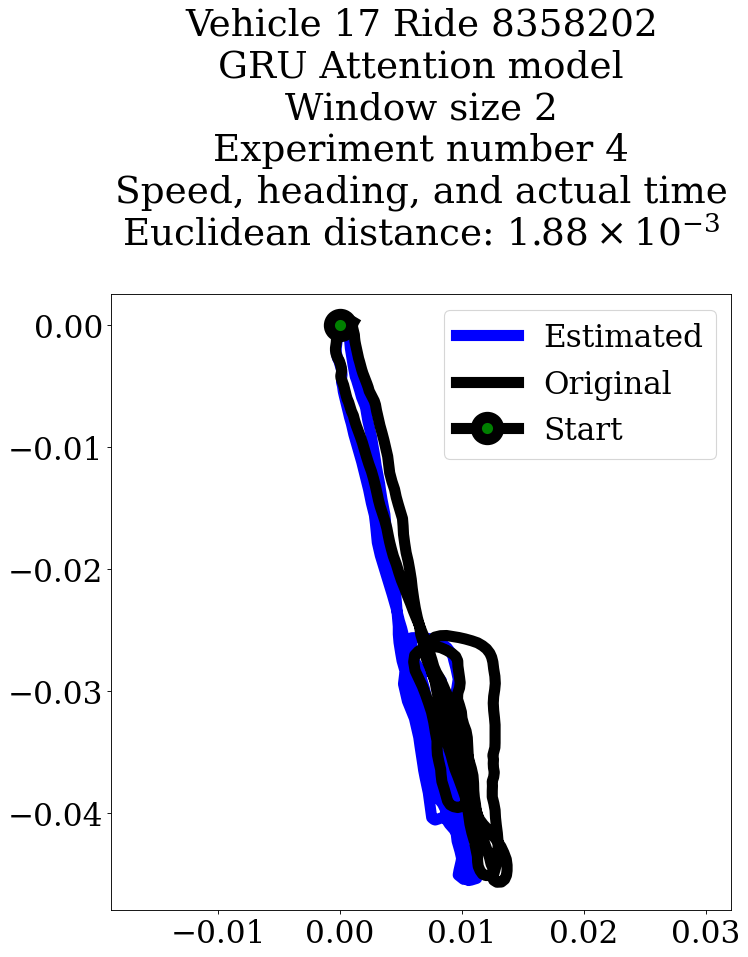 Vehicle 17 Ride 8358202
GRU Attention model
Window size 2
Experiment number 4
Speed, heading, and actual time
Euclidean distance: 1.88 × 10⁻³
Estimated
Original
Start
0.00
−0.01
−0.02
−0.03
−0.04
−0.01 0.00 0.01 0.02 0.03